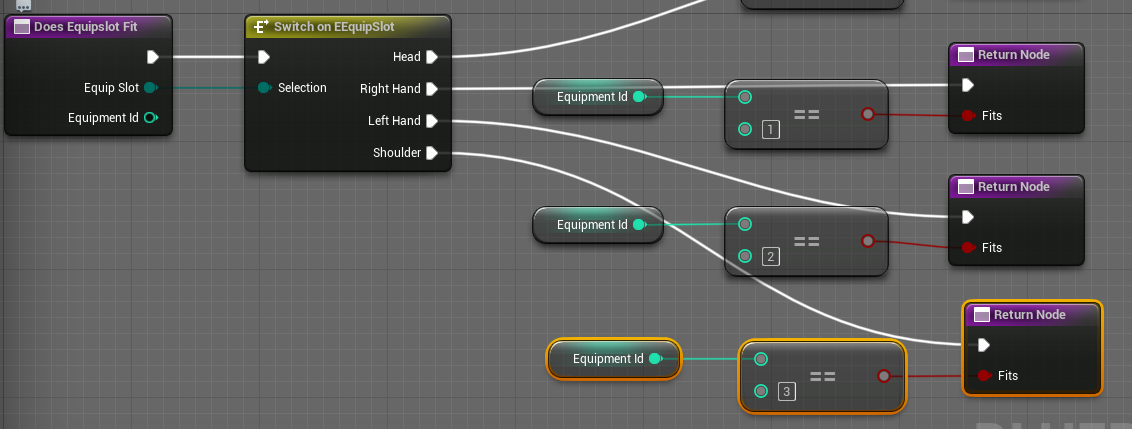 Does Equipslot Fit
Equip Slot
Equipment Id
Switch on EEquipSlot
Selection
Head
Right Hand
Left Hand
Shoulder
Equipment Id
==
1
Return Node
Fits
Equipment Id
==
2
Return Node
Fits
Equipment Id
==
3
Return Node
Fits